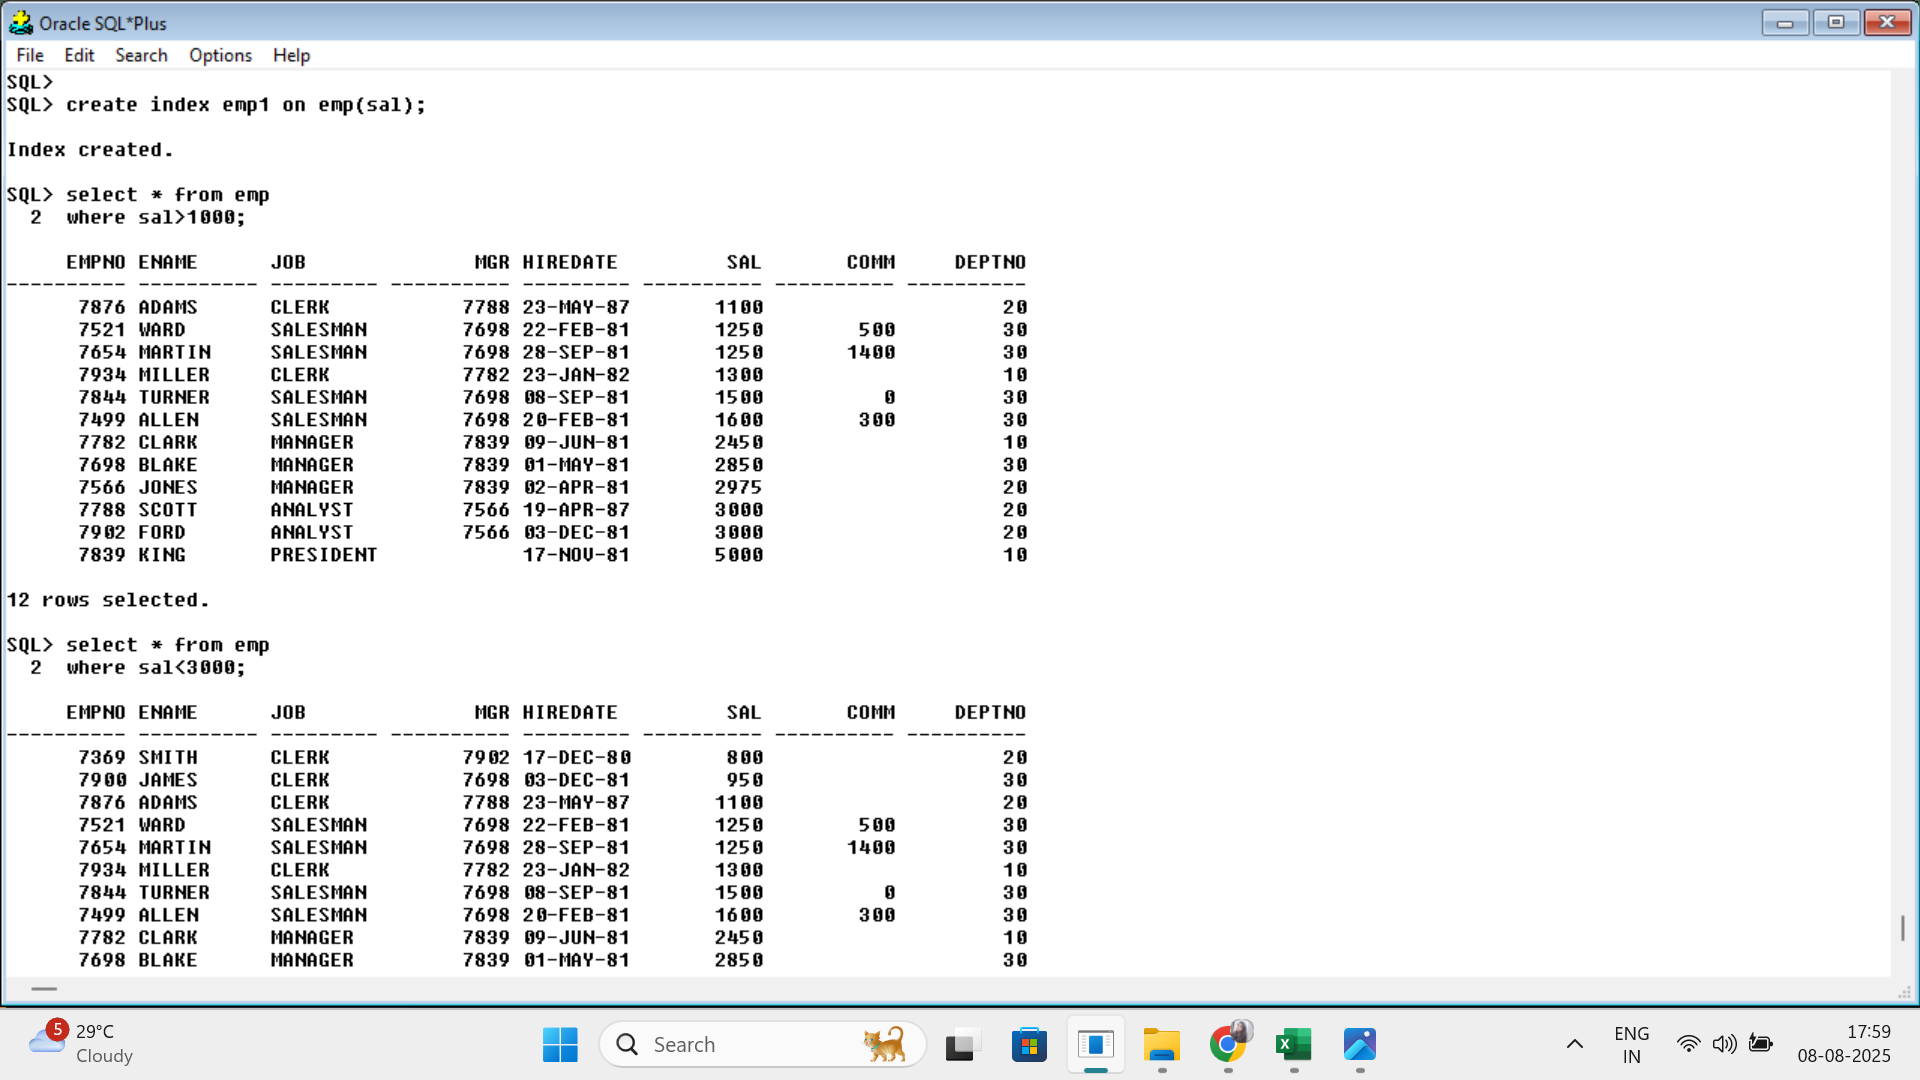 Oracle SQL*Plus
File Edit Search Options Help
SQL>
SQL> create index emp1 on emp(sal);
Index created.
SQL> select * from emp
2 where sal>1000;
EMPNO ENAME JOB MGR HIREDATE SAL COMM DEPTNO
---------- ---------- --------- ---------- --------- ---------- ---------- ----------
7876 ADAMS CLERK 7788 23-MAY-87 1100 20
7521 WARD SALESMAN 7698 22-FEB-81 1250 500 30
7654 MARTIN SALESMAN 7698 28-SEP-81 1250 1400 30
7934 MILLER CLERK 7782 23-JAN-82 1300 10
7844 TURNER SALESMAN 7698 08-SEP-81 1500 0 30
7499 ALLEN SALESMAN 7698 20-FEB-81 1600 300 30
7782 CLARK MANAGER 7839 09-JUN-81 2450 10
7698 BLAKE MANAGER 7839 01-MAY-81 2850 30
7566 JONES MANAGER 7839 02-APR-81 2975 20
7788 SCOTT ANALYST 7566 19-APR-87 3000 20
7902 FORD ANALYST 7566 03-DEC-81 3000 20
7839 KING PRESIDENT 17-NOV-81 5000 10
12 rows selected.
SQL> select * from emp
2 where sal<3000;
EMPNO ENAME JOB MGR HIREDATE SAL COMM DEPTNO
---------- ---------- --------- ---------- --------- ---------- ---------- ----------
7369 SMITH CLERK 7902 17-DEC-80 800 20
7900 JAMES CLERK 7698 03-DEC-81 950 30
7876 ADAMS CLERK 7788 23-MAY-87 1100 20
7521 WARD SALESMAN 7698 22-FEB-81 1250 500 30
7654 MARTIN SALESMAN 7698 28-SEP-81 1250 1400 30
7934 MILLER CLERK 7782 23-JAN-82 1300 10
7844 TURNER SALESMAN 7698 08-SEP-81 1500 0 30
7499 ALLEN SALESMAN 7698 20-FEB-81 1600 300 30
7782 CLARK MANAGER 7839 09-JUN-81 2450 10
7698 BLAKE MANAGER 7839 01-MAY-81 2850 30
5 29°C
Cloudy
Search
ENG
IN
17:59
08-08-2025